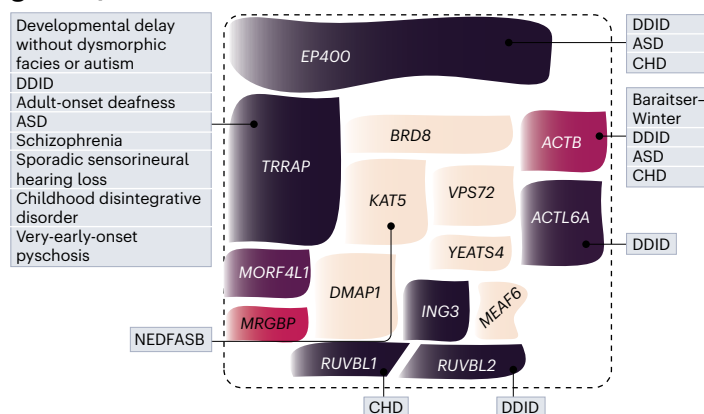 Developmental delay
without dysmorphic
facies or autism
DDID
Adult-onset deafness
ASD
Schizophrenia
Sporadic sensorineural
hearing loss
Childhood disintegrative
disorder
Very-early-onset
pyschosis
EP400
DDID
ASD
CHD
TRRAP
BRD8
ACTB
Baraitser–
Winter
DDID
ASD
CHD
KAT5
VPS72
ACTL6A
DDID
YEATS4
MORF4L1
DMAP1
ING3
MEAF6
MRGBP
NEDFASB
RUVBL1
RUVBL2
CHD
DDID